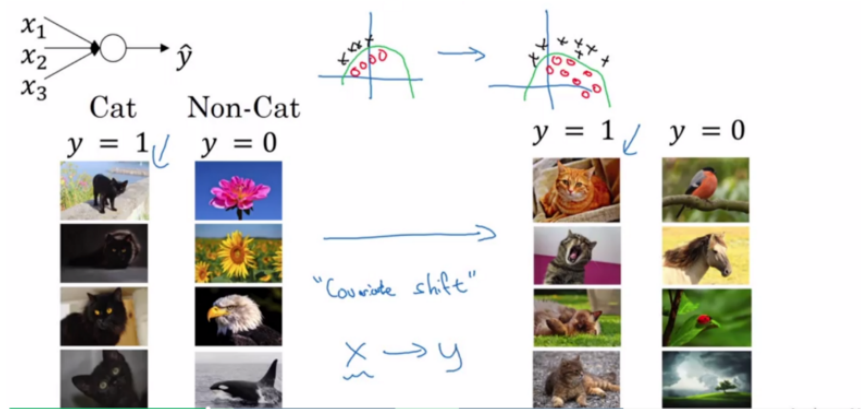 x₁
x₂
x₃
ŷ
Cat Non-Cat
y = 1 y = 0
y = 1 y = 0
"Covariate shift"
x → y